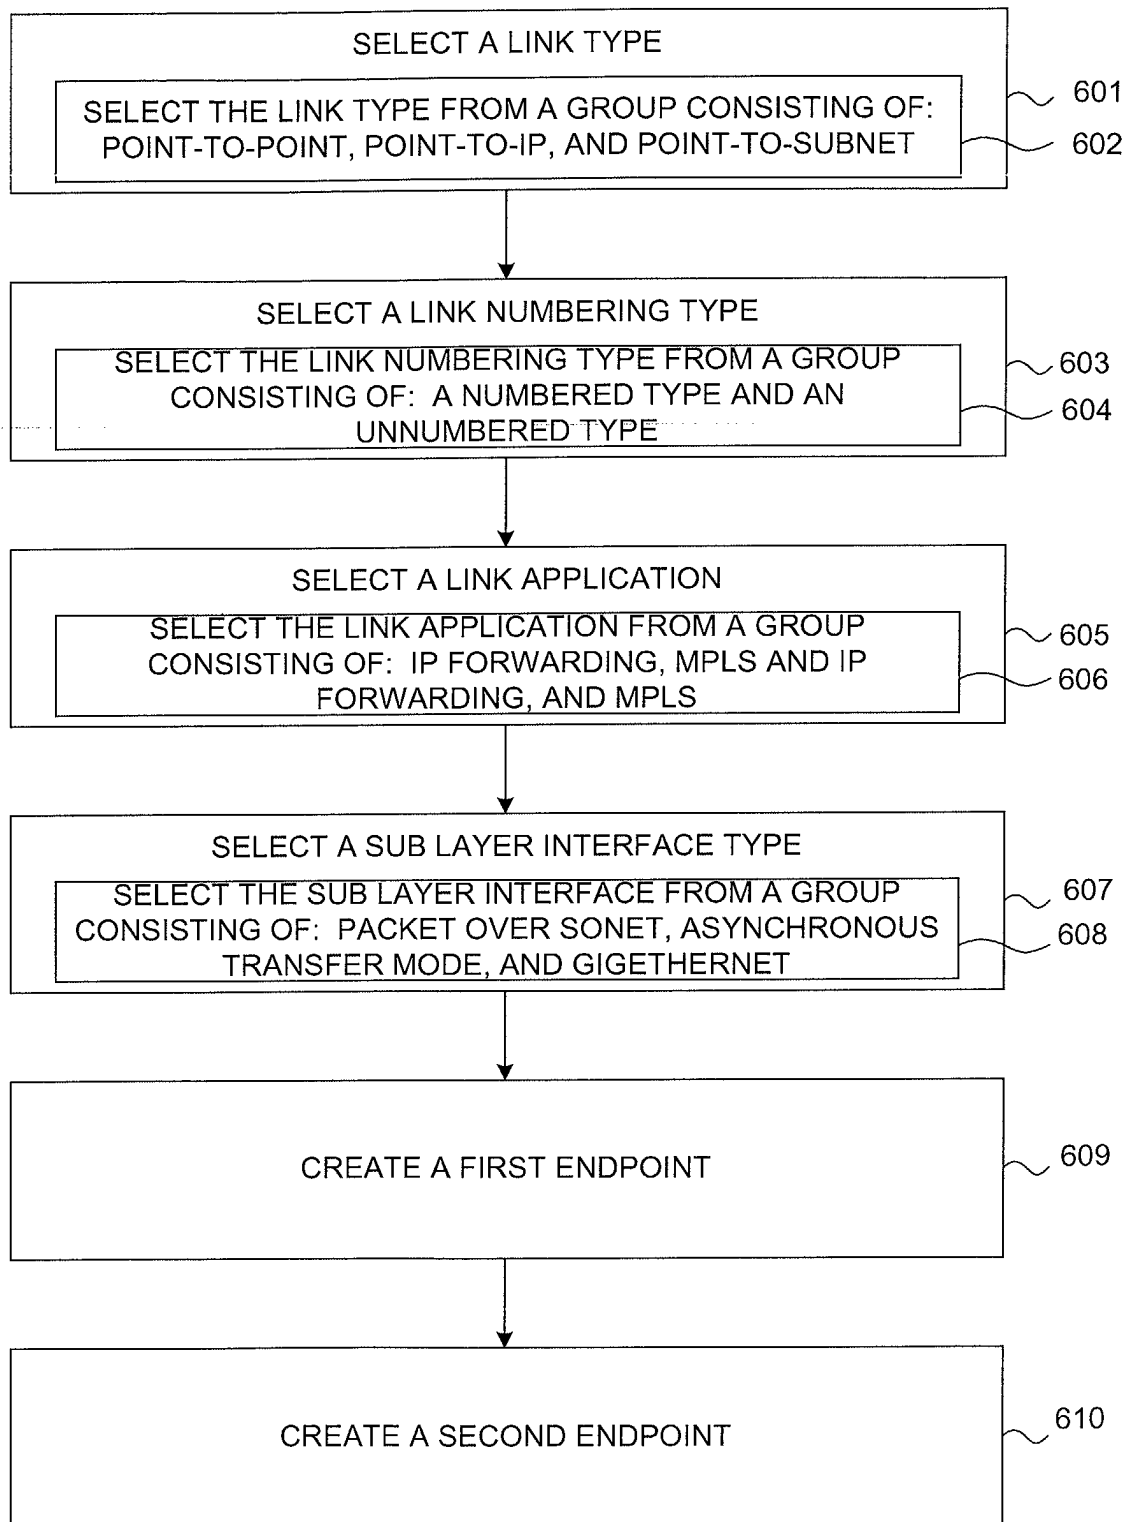 SELECT A LINK TYPE
SELECT THE LINK TYPE FROM A GROUP CONSISTING OF:
POINT-TO-POINT, POINT-TO-IP, AND POINT-TO-SUBNET
601
602
SELECT A LINK NUMBERING TYPE
SELECT THE LINK NUMBERING TYPE FROM A GROUP
CONSISTING OF: A NUMBERED TYPE AND AN
UNNUMBERED TYPE
603
604
SELECT A LINK APPLICATION
SELECT THE LINK APPLICATION FROM A GROUP
CONSISTING OF: IP FORWARDING, MPLS AND IP
FORWARDING, AND MPLS
605
606
SELECT A SUB LAYER INTERFACE TYPE
SELECT THE SUB LAYER INTERFACE FROM A GROUP
CONSISTING OF: PACKET OVER SONET, ASYNCHRONOUS
TRANSFER MODE, AND GIGETHERNET
607
608
CREATE A FIRST ENDPOINT
609
CREATE A SECOND ENDPOINT
610